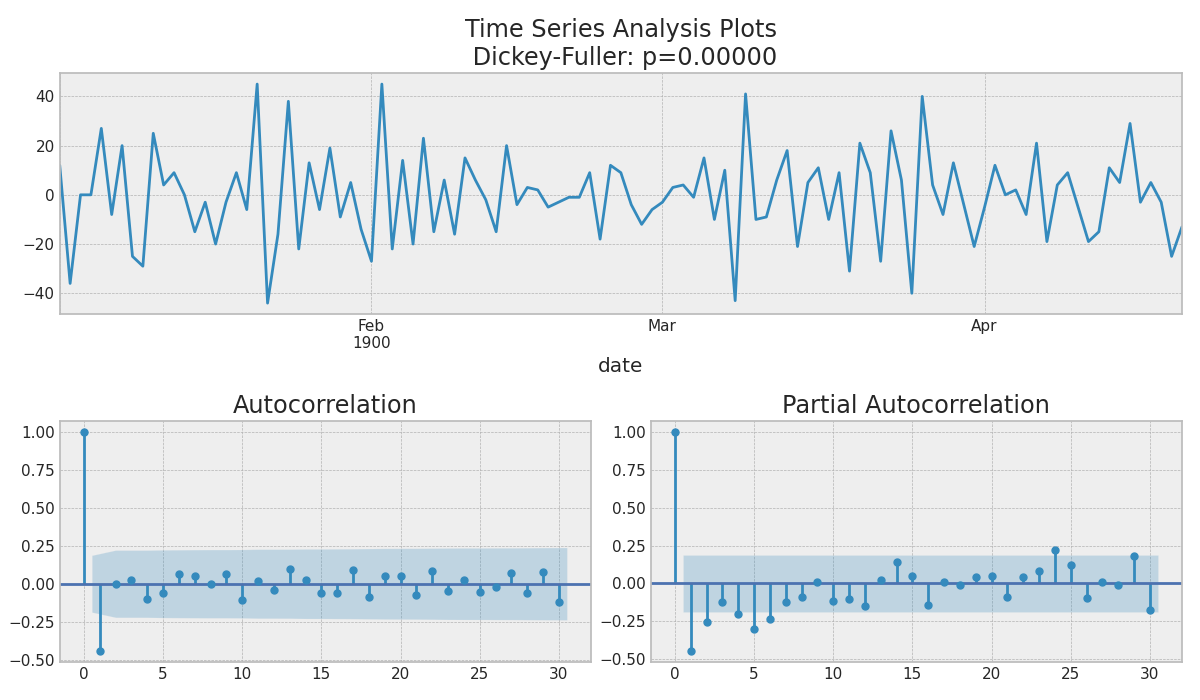 Time Series Analysis Plots
Dickey-Fuller: p=0.00000
40
20
0
−20
−40
Feb
1900
Mar
Apr
date
Autocorrelation
1.00
0.75
0.50
0.25
0.00
−0.25
−0.50
0 5 10 15 20 25 30
Partial Autocorrelation
1.00
0.75
0.50
0.25
0.00
−0.25
−0.50
0 5 10 15 20 25 30